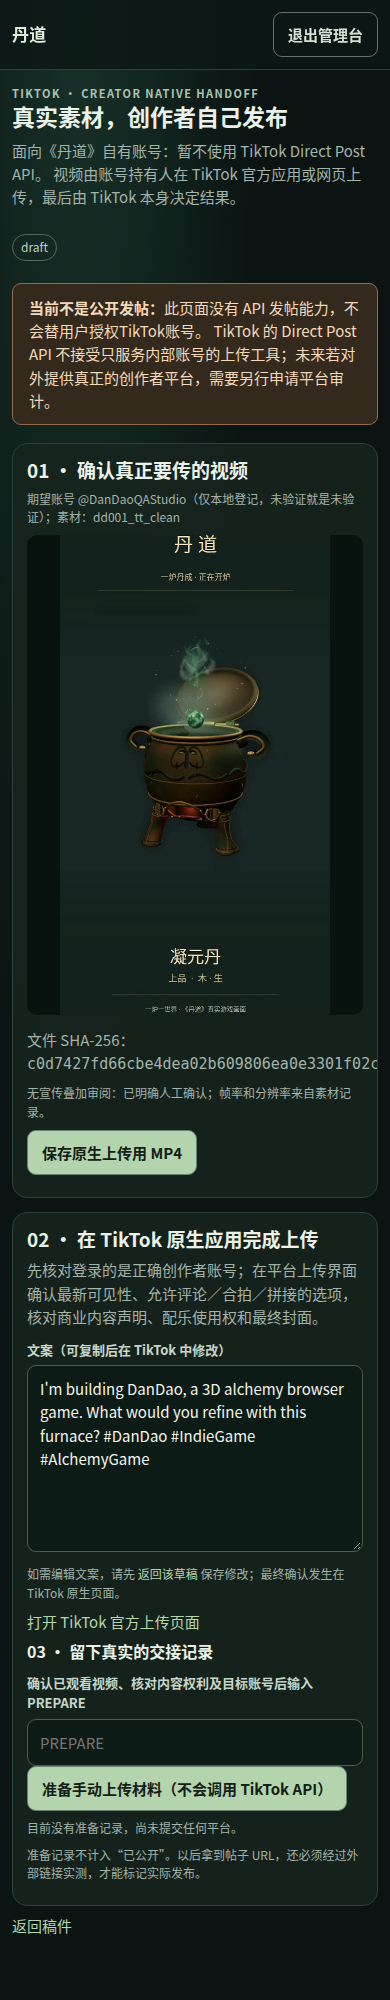 丹道
退出管理台
TIKTOK · CREATOR NATIVE HANDOFF
真实素材，创作者自己发布
面向《丹道》自有账号：暂不使用 TikTok Direct Post
API。 视频由账号持有人在 TikTok 官方应用或网页上
传，最后由 TikTok 本身决定结果。
draft
当前不是公开发帖：此页面没有 API 发帖能力，不
会替用户授权TikTok账号。 TikTok 的 Direct Post
API 不接受只服务内部账号的上传工具；未来若对
外提供真正的创作者平台，需要另行申请平台审
计。
01 · 确认真正要传的视频
期望账号 @DanDaoQAStudio（仅本地登记，未验证就是未验
证）；素材：dd001_tt_clean
丹道
一炉丹成 · 正在开炉
凝元丹
上品 · 木 · 生
一炉一世界 · 《丹道》真实游戏画面
文件 SHA-256：
c0d7427fd66cbe4dea02b609806ea0e3301f02c
无宣传叠加审阅：已明确人工确认；帧率和分辨率来自素材记
录。
保存原生上传用 MP4
02 · 在 TikTok 原生应用完成上传
先核对登录的是正确创作者账号；在平台上传界面
确认最新可见性、允许评论／合拍／拼接的选项，
核对商业内容声明、配乐使用权和最终封面。
文案（可复制后在 TikTok 中修改）
I'm building DanDao, a 3D alchemy browser
game. What would you refine with this
furnace? #DanDao #IndieGame
#AlchemyGame
如需编辑文案，请先 返回该草稿 保存修改；最终确认发生在
TikTok 原生页面。
打开 TikTok 官方上传页面
03 · 留下真实的交接记录
确认已观看视频、核对内容权利及目标账号后输入
PREPARE
PREPARE
准备手动上传材料（不会调用 TikTok API）
目前没有准备记录，尚未提交任何平台。
准备记录不计入“已公开”。以后拿到帖子 URL，还必须经过外
部链接实测，才能标记实际发布。
返回稿件